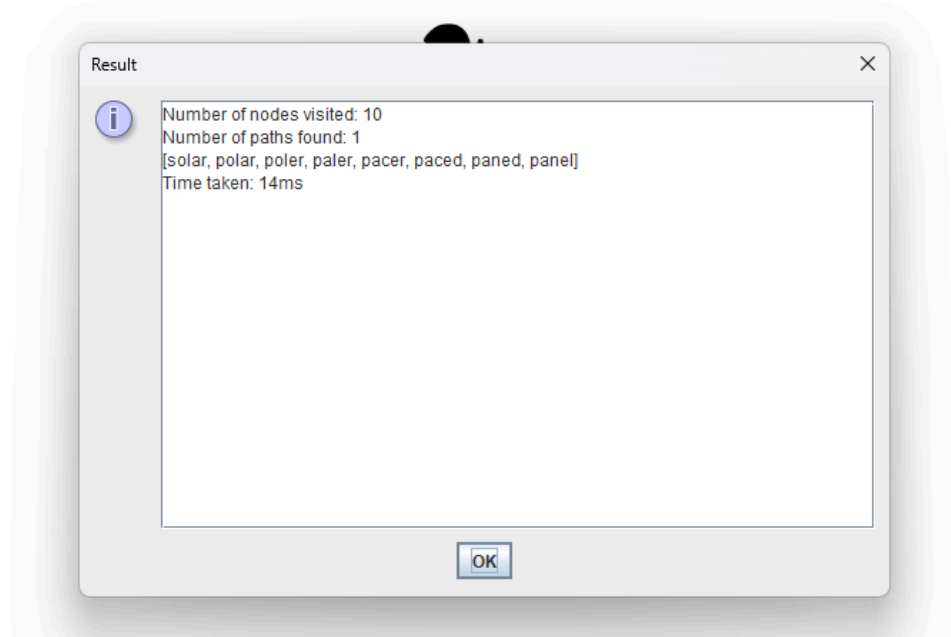 Result
Number of nodes visited: 10
Number of paths found: 1
[solar, polar, poler, paler, pacer, paced, paned, panel]
Time taken: 14ms
OK